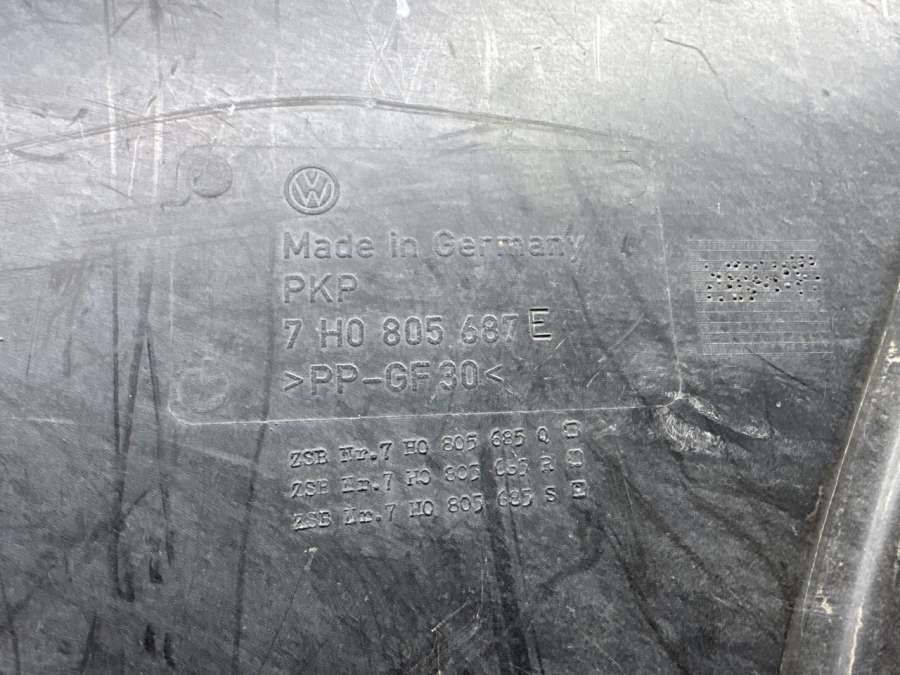 Made in Germany
PKP
7 H0 805 687 E
>PP-GF30<
ZSB Nr.7 H0 805 685 Q
ZSB Nr.7 H0 805 685 R
ZSB Nr.7 H0 805 685 S E